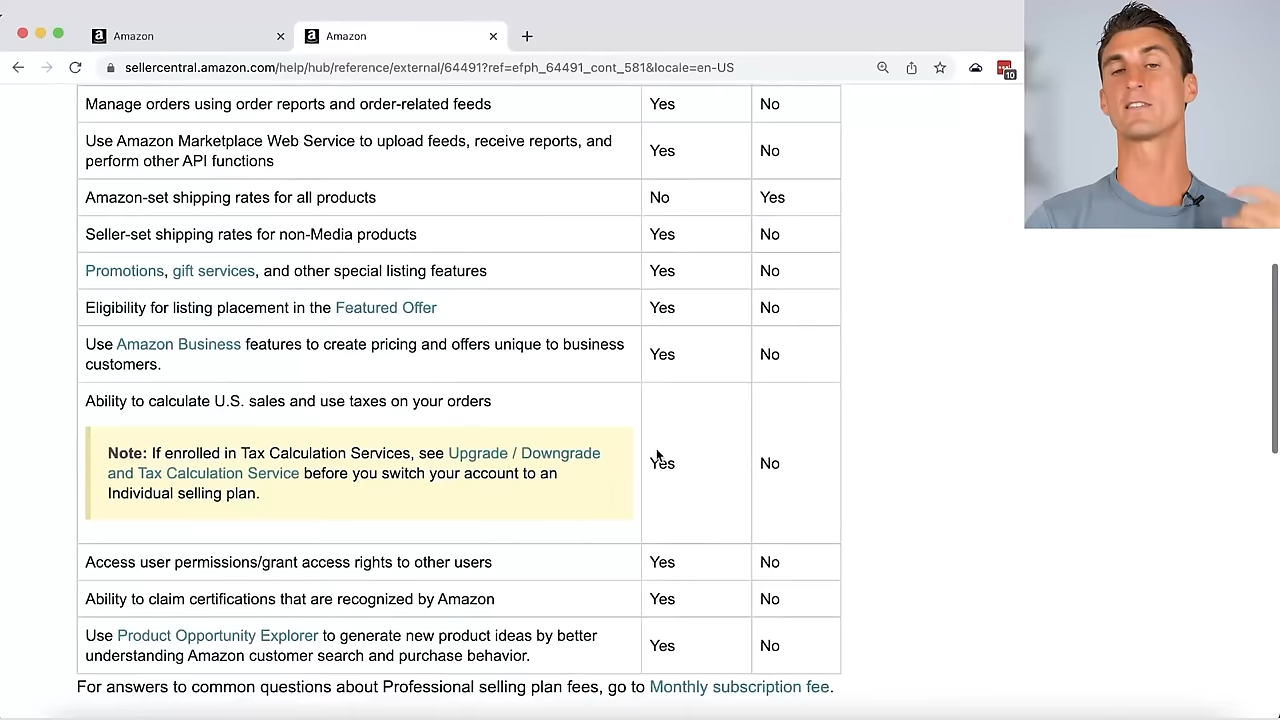 Amazon
Amazon
sellercentral.amazon.com/help/hub/reference/external/64491?ref=efph_64491_cont_581&locale=en-US
10
Manage orders using order reports and order-related feeds Yes No
Use Amazon Marketplace Web Service to upload feeds, receive reports, and
perform other API functions
Yes No
Amazon-set shipping rates for all products No Yes
Seller-set shipping rates for non-Media products Yes No
Promotions, gift services, and other special listing features Yes No
Eligibility for listing placement in the Featured Offer Yes No
Use Amazon Business features to create pricing and offers unique to business
customers.
Yes No
Ability to calculate U.S. sales and use taxes on your orders
Note: If enrolled in Tax Calculation Services, see Upgrade / Downgrade
and Tax Calculation Service before you switch your account to an
Individual selling plan.
Yes No
Access user permissions/grant access rights to other users Yes No
Ability to claim certifications that are recognized by Amazon Yes No
Use Product Opportunity Explorer to generate new product ideas by better
understanding Amazon customer search and purchase behavior.
Yes No
For answers to common questions about Professional selling plan fees, go to Monthly subscription fee.